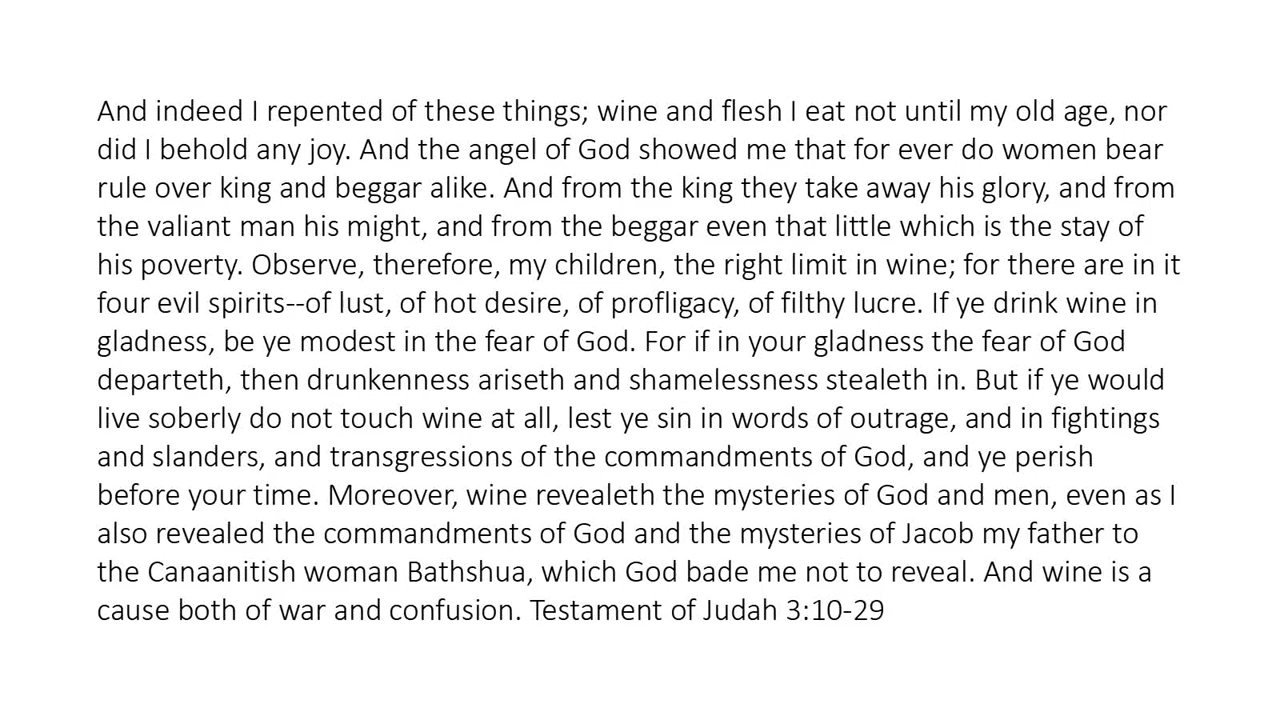 And indeed I repented of these things; wine and flesh I eat not until my old age, nor
did I behold any joy. And the angel of God showed me that for ever do women bear
rule over king and beggar alike. And from the king they take away his glory, and from
the valiant man his might, and from the beggar even that little which is the stay of
his poverty. Observe, therefore, my children, the right limit in wine; for there are in it
four evil spirits--of lust, of hot desire, of profligacy, of filthy lucre. If ye drink wine in
gladness, be ye modest in the fear of God. For if in your gladness the fear of God
departeth, then drunkenness ariseth and shamelessness stealeth in. But if ye would
live soberly do not touch wine at all, lest ye sin in words of outrage, and in fightings
and slanders, and transgressions of the commandments of God, and ye perish
before your time. Moreover, wine revealeth the mysteries of God and men, even as I
also revealed the commandments of God and the mysteries of Jacob my father to
the Canaanitish woman Bathshua, which God bade me not to reveal. And wine is a
cause both of war and confusion. Testament of Judah 3:10-29